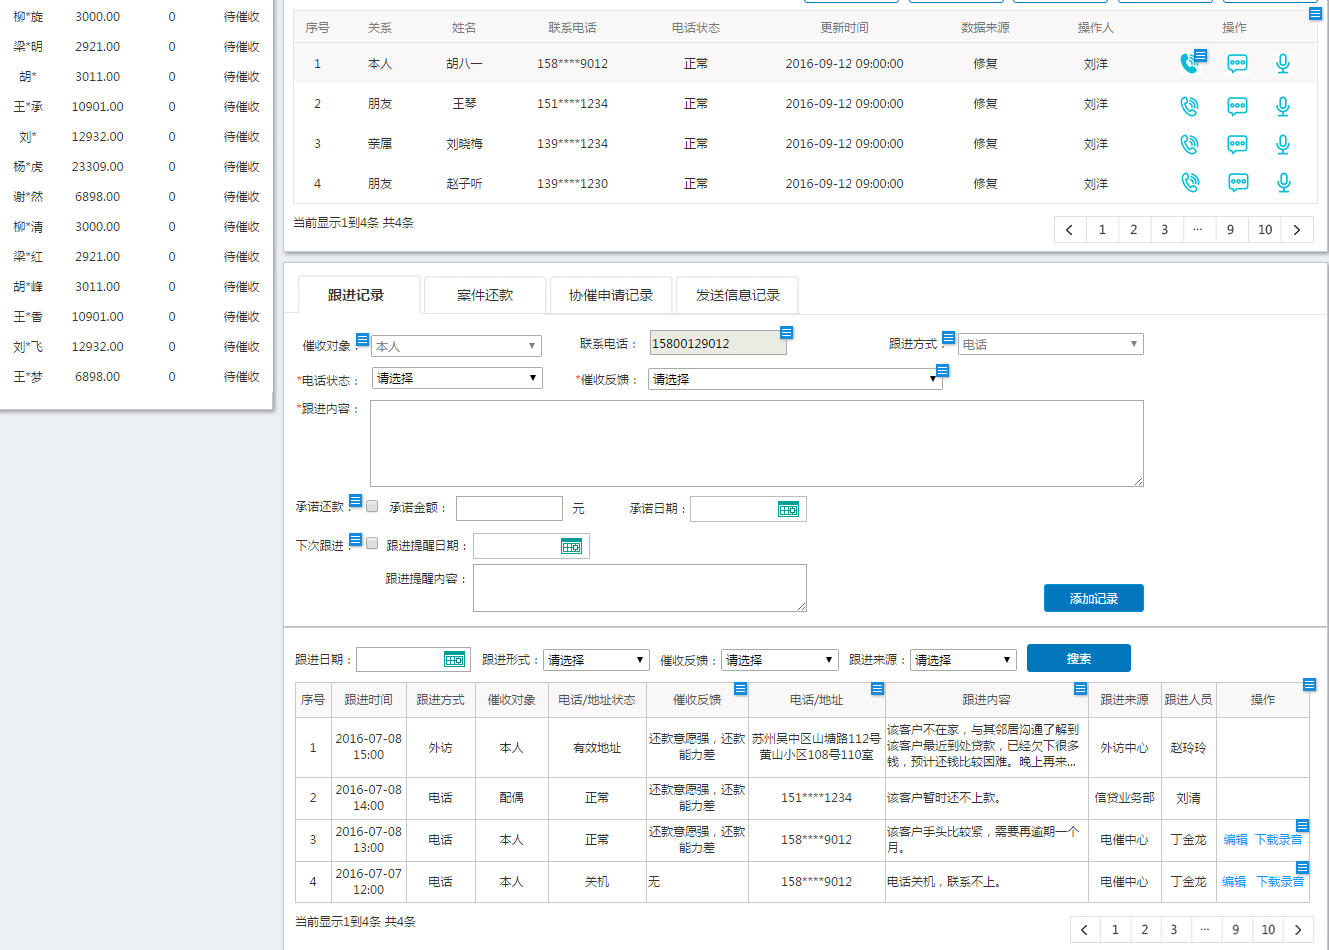 柳*旋 3000.00 0 待催收
梁*明 2921.00 0 待催收
胡* 3011.00 0 待催收
王*承 10901.00 0 待催收
刘* 12932.00 0 待催收
杨*虎 23309.00 0 待催收
谢*然 6898.00 0 待催收
柳*清 3000.00 0 待催收
梁*红 2921.00 0 待催收
胡*峰 3011.00 0 待催收
王*香 10901.00 0 待催收
刘*飞 12932.00 0 待催收
王*梦 6898.00 0 待催收
序号 关系 姓名 联系电话 电话状态 更新时间 数据来源 操作人 操作
1 本人 胡八一 158****9012 正常 2016-09-12 09:00:00 修复 刘洋
2 朋友 王琴 151****1234 正常 2016-09-12 09:00:00 修复 刘洋
3 亲属 刘晓梅 139****1234 正常 2016-09-12 09:00:00 修复 刘洋
4 朋友 赵子听 139****1230 正常 2016-09-12 09:00:00 修复 刘洋
当前显示1到4条 共4条
1 2 3 ... 9 10
跟进记录 案件还款 协催申请记录 发送信息记录
催收对象： 本人 联系电话： 15800129012 跟进方式： 电话
*电话状态： 请选择 *催收反馈： 请选择
*跟进内容：
承诺还款： 承诺金额： 元 承诺日期：
下次跟进： 跟进提醒日期：
跟进提醒内容：
添加记录
跟进日期： 跟进形式： 请选择 催收反馈： 请选择 跟进来源： 请选择 搜索
序号 跟进时间 跟进方式 催收对象 电话/地址状态 催收反馈 电话/地址 跟进内容 跟进来源 跟进人员 操作
1 2016-07-08 15:00 外访 本人 有效地址 还款意愿强，还款能力差 苏州吴中区山塘路112号黄山小区108号110室 该客户不在家，与其邻居沟通了解到该客户最近到处贷款，已经欠下很多钱，预计还钱比较困难。晚上再来... 外访中心 赵玲玲
2 2016-07-08 14:00 电话 配偶 正常 还款意愿强，还款能力差 151****1234 该客户暂时还不上款。 信贷业务部 刘清
3 2016-07-08 13:00 电话 本人 正常 还款意愿强，还款能力差 158****9012 该客户手头比较紧，需要再逾期一个月。 电催中心 丁金龙 编辑 下载录音
4 2016-07-07 12:00 电话 本人 关机 无 158****9012 电话关机，联系不上。 电催中心 丁金龙 编辑 下载录音
当前显示1到4条 共4条
1 2 3 ... 9 10